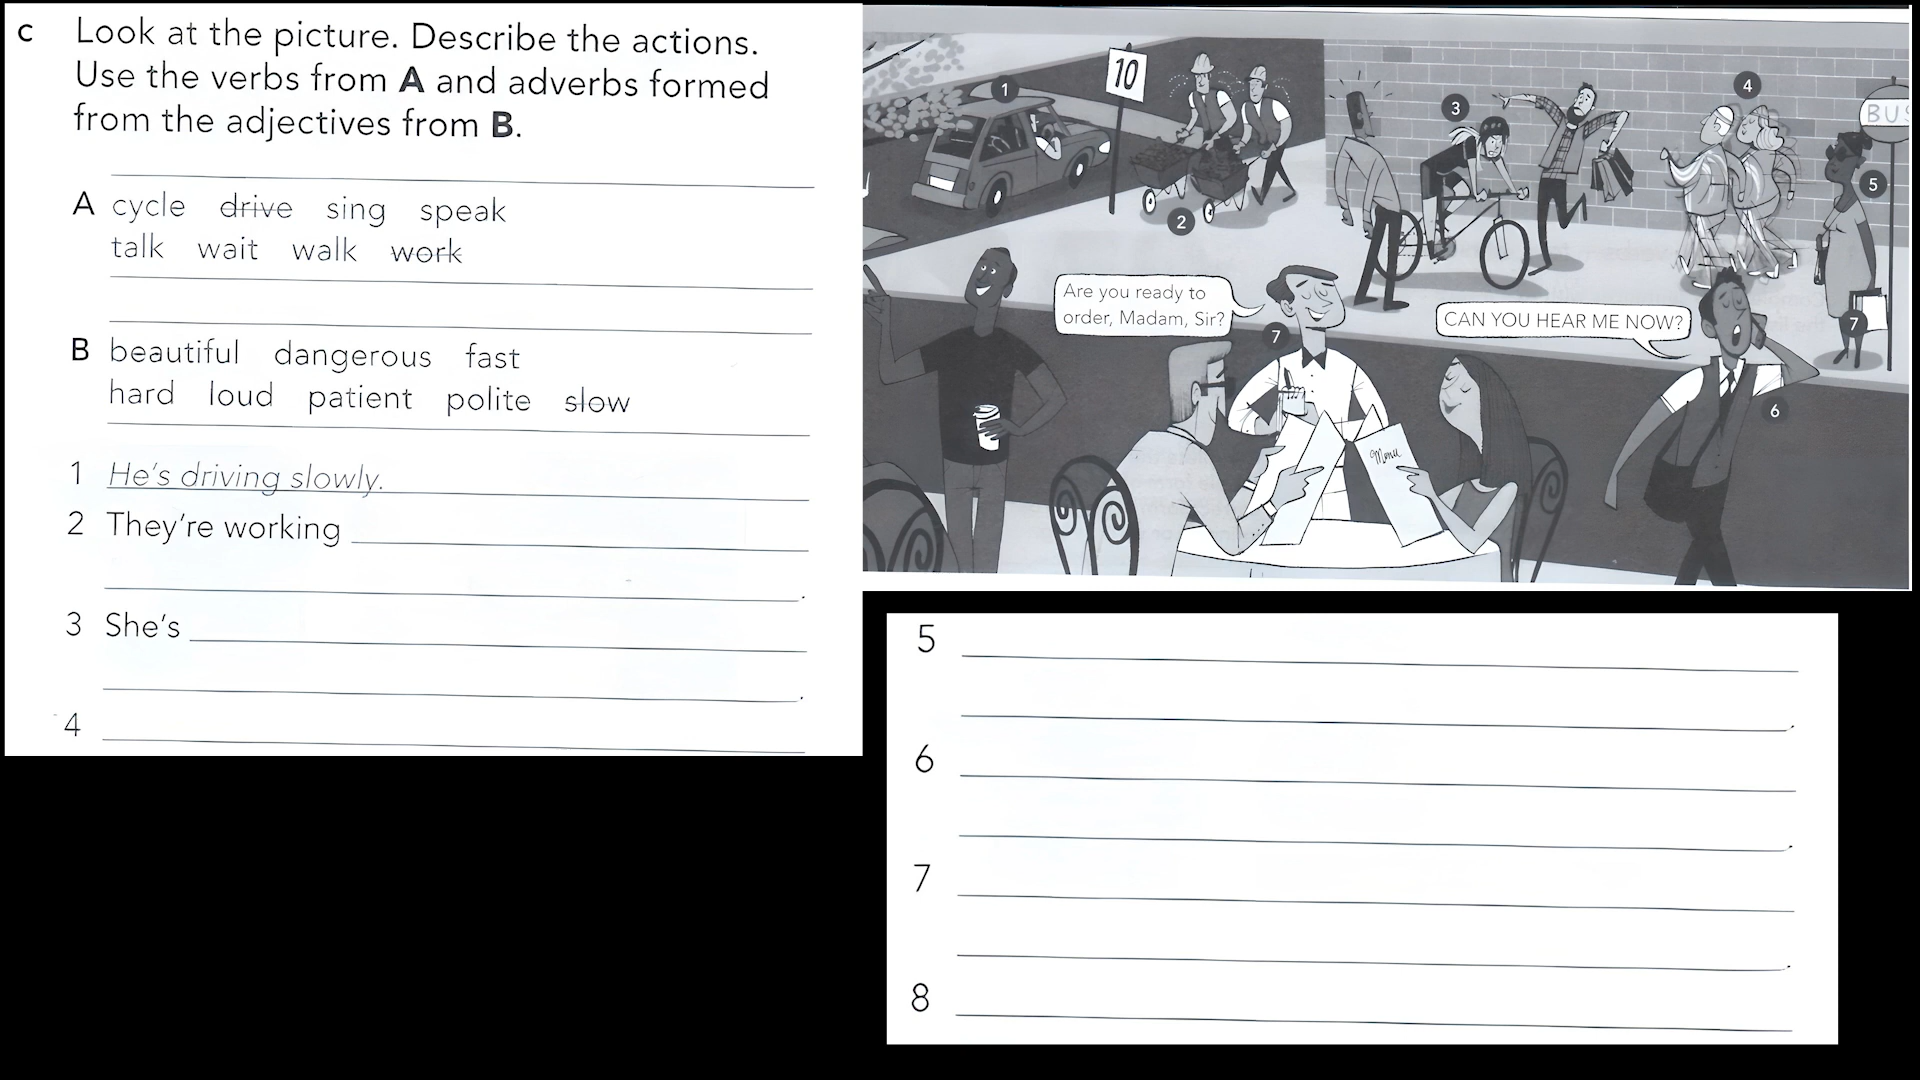 c Look at the picture. Describe the actions.
Use the verbs from A and adverbs formed
from the adjectives from B.
A cycle drive sing speak
talk wait walk work
B beautiful dangerous fast
hard loud patient polite slow
1 He's driving slowly.
2 They're working
3 She's
4
1
10
2
3
4
BUS
5
Are you ready to
order, Madam, Sir?
7
CAN YOU HEAR ME NOW?
7
Menu
6
5
6
7
8